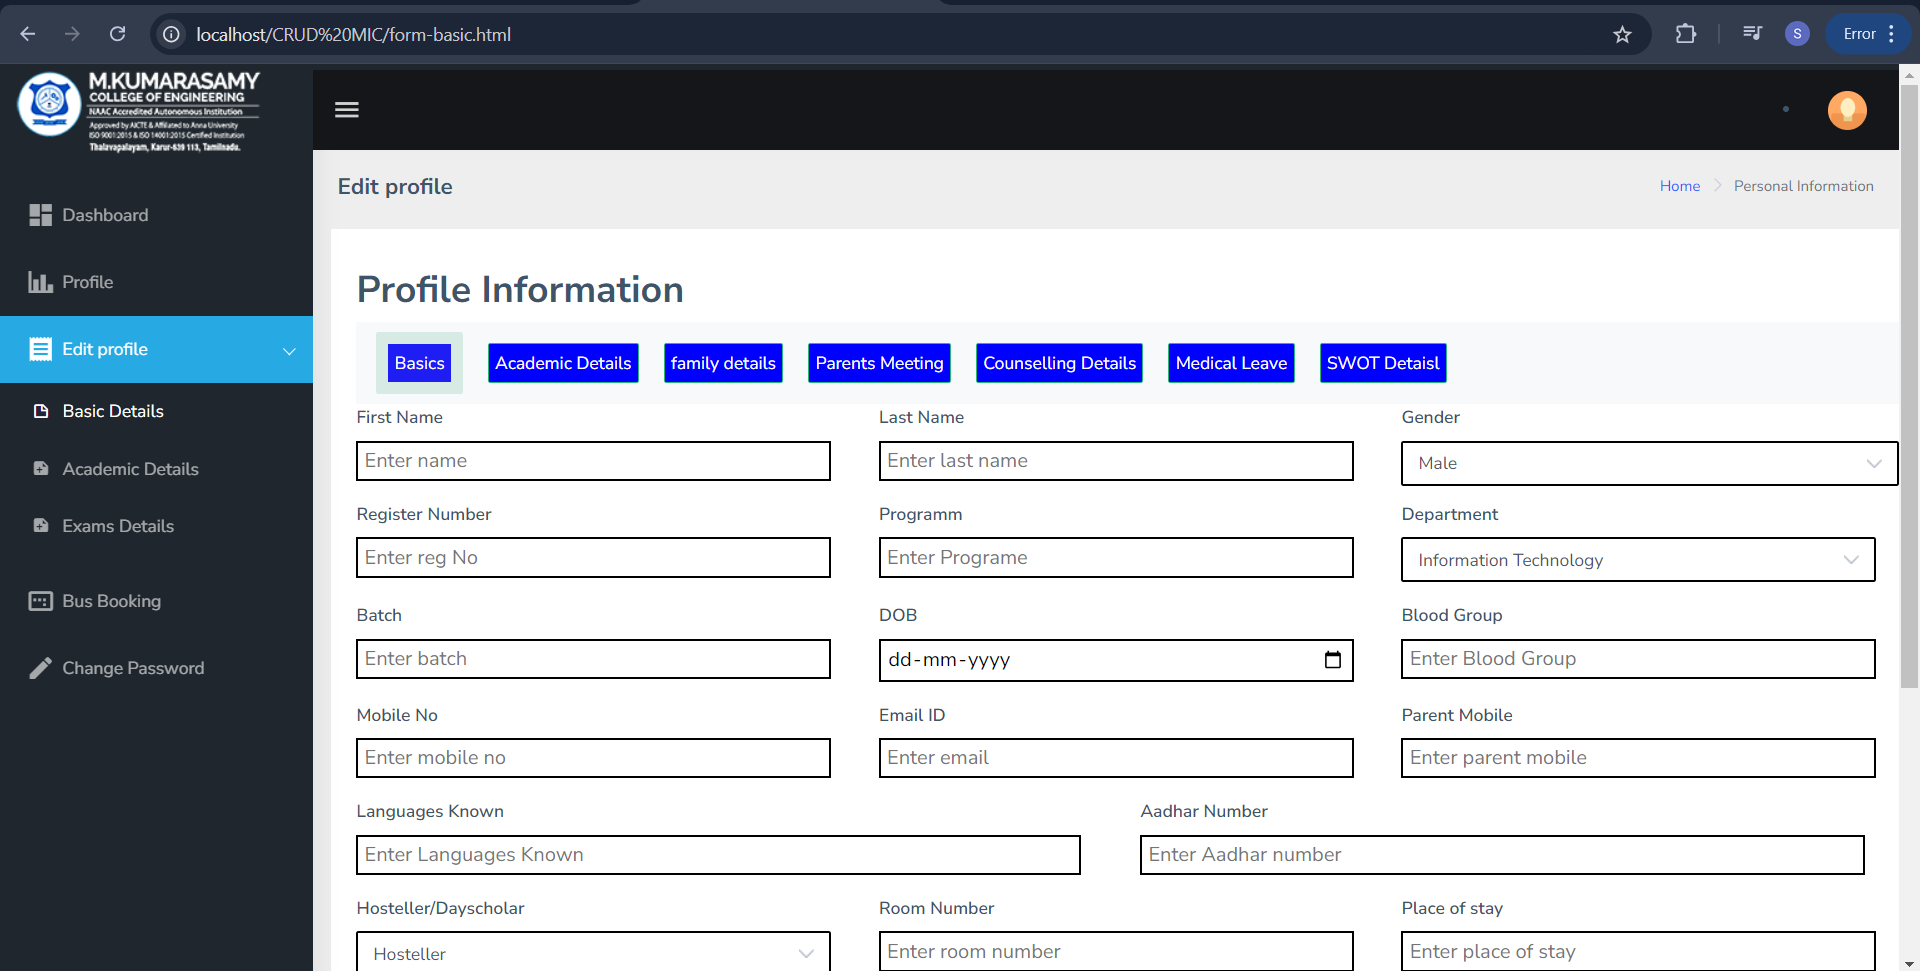 localhost/CRUD%20MIC/form-basic.html
S
Error
M.KUMARASAMY
COLLEGE OF ENGINEERING
NAAC Accredited Autonomous Institution
Approved by AICTE & Affiliated to Anna University
ISO 9001:2015 & ISO 14001:2015 Certified Institution
Thalavapalayam, Karur-639 113, Tamilnadu.
Dashboard
Profile
Edit profile
Basic Details
Academic Details
Exams Details
Bus Booking
Change Password
Edit profile
Home
Personal Information
Profile Information
Basics
Academic Details
family details
Parents Meeting
Counselling Details
Medical Leave
SWOT Detaisl
First Name
Last Name
Gender
Enter name
Enter last name
Male
Register Number
Programm
Department
Enter reg No
Enter Programe
Information Technology
Batch
DOB
Blood Group
Enter batch
dd-mm-yyyy
Enter Blood Group
Mobile No
Email ID
Parent Mobile
Enter mobile no
Enter email
Enter parent mobile
Languages Known
Aadhar Number
Enter Languages Known
Enter Aadhar number
Hosteller/Dayscholar
Room Number
Place of stay
Hosteller
Enter room number
Enter place of stay